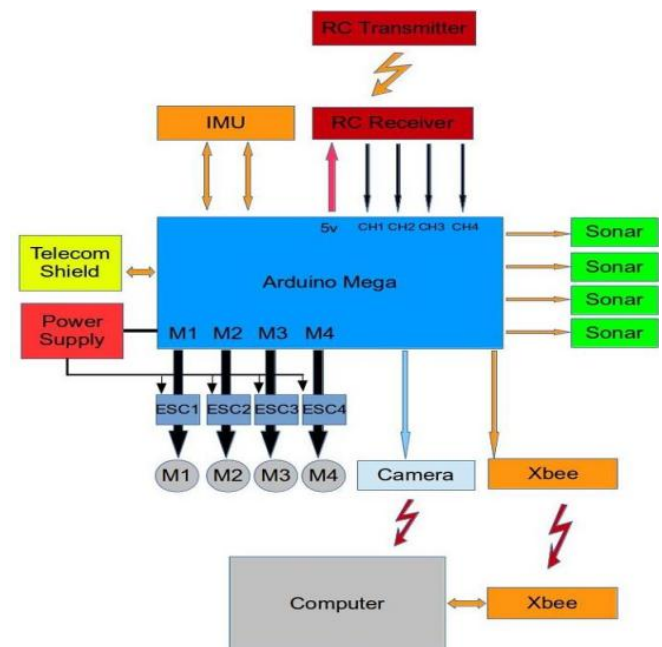 RC Transmitter
IMU
RC Receiver
5v
CH1 CH2 CH3 CH4
Telecom
Shield
Arduino Mega
Sonar
Sonar
Sonar
Sonar
Power
Supply
M1 M2 M3 M4
ESC1 ESC2 ESC3 ESC4
M1 M2 M3 M4
Camera
Xbee
Computer
Xbee